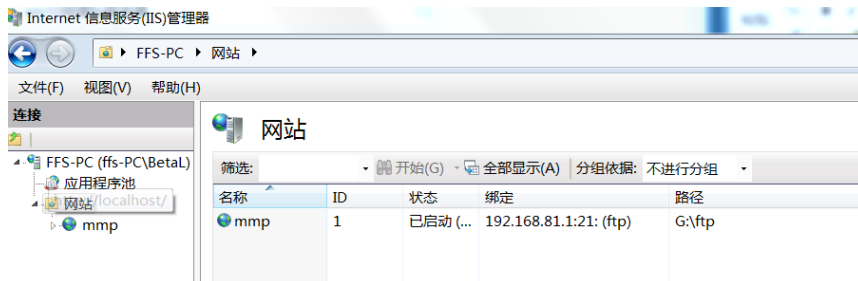 Internet 信息服务(IIS)管理器
FFS-PC 网站
文件(F) 视图(V) 帮助(H)
连接
FFS-PC (ffs-PC\BetaL)
应用程序池
网站
localhost/
mmp
网站
筛选: 开始(G) 全部显示(A) 分组依据: 不进行分组
名称 ID 状态 绑定 路径
mmp 1 已启动 (... 192.168.81.1:21: (ftp) G:\ftp